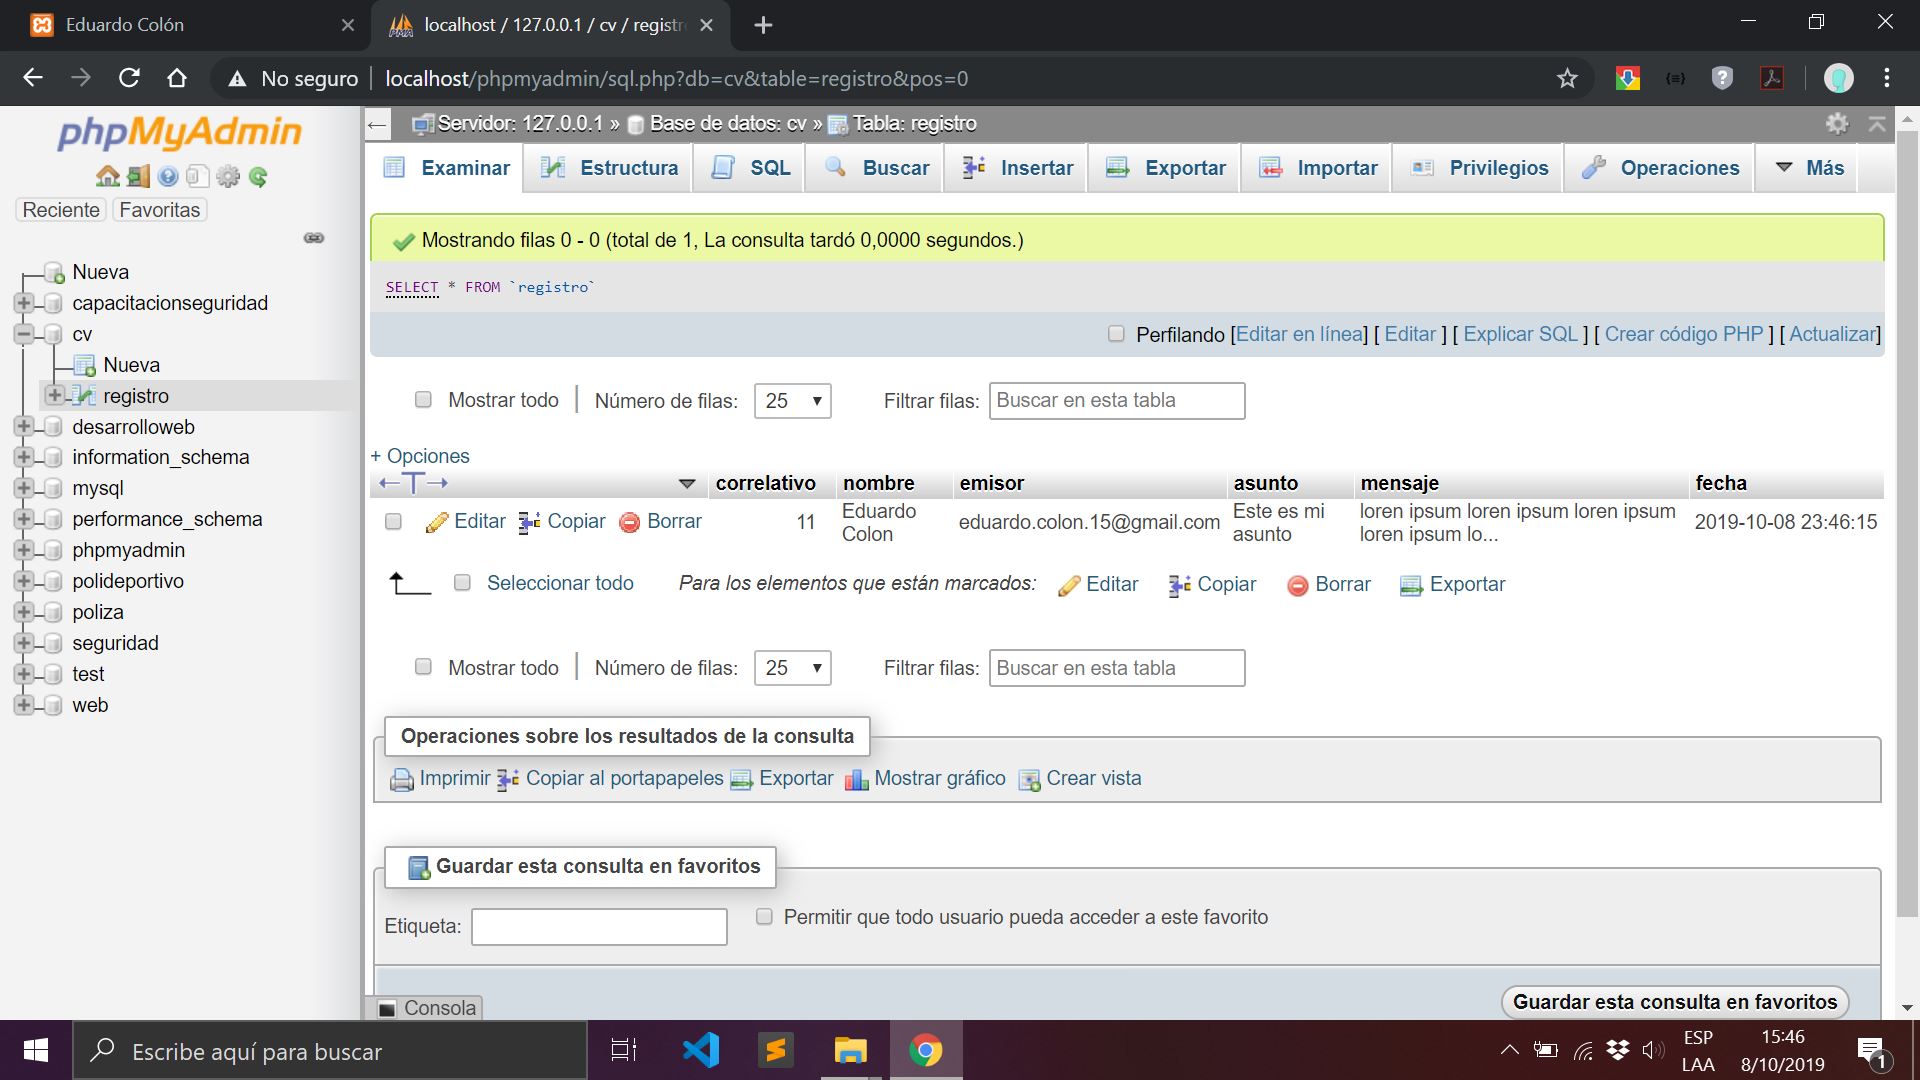 Eduardo Colón
localhost / 127.0.0.1 / cv / registr
No seguro
localhost/phpmyadmin/sql.php?db=cv&table=registro&pos=0
phpMyAdmin
Reciente Favoritas
Nueva
capacitacionseguridad
cv
Nueva
registro
desarrolloweb
information_schema
mysql
performance_schema
phpmyadmin
polideportivo
poliza
seguridad
test
web
Servidor: 127.0.0.1 » Base de datos: cv » Tabla: registro
Examinar Estructura SQL Buscar Insertar Exportar Importar Privilegios Operaciones Más
Mostrando filas 0 - 0 (total de 1, La consulta tardó 0,0000 segundos.)
SELECT * FROM `registro`
Perfilando [Editar en línea] [ Editar ] [ Explicar SQL ] [ Crear código PHP ] [ Actualizar]
Mostrar todo | Número de filas: 25 Filtrar filas: Buscar en esta tabla
+ Opciones
correlativo nombre emisor asunto mensaje fecha
Editar Copiar Borrar 11 Eduardo Colon eduardo.colon.15@gmail.com Este es mi asunto loren ipsum loren ipsum loren ipsum loren ipsum lo... 2019-10-08 23:46:15
Seleccionar todo Para los elementos que están marcados: Editar Copiar Borrar Exportar
Mostrar todo | Número de filas: 25 Filtrar filas: Buscar en esta tabla
Operaciones sobre los resultados de la consulta
Imprimir Copiar al portapapeles Exportar Mostrar gráfico Crear vista
Guardar esta consulta en favoritos
Etiqueta: Permitir que todo usuario pueda acceder a este favorito
Consola
Guardar esta consulta en favoritos
Escribe aquí para buscar
ESP
LAA
15:46
8/10/2019
1